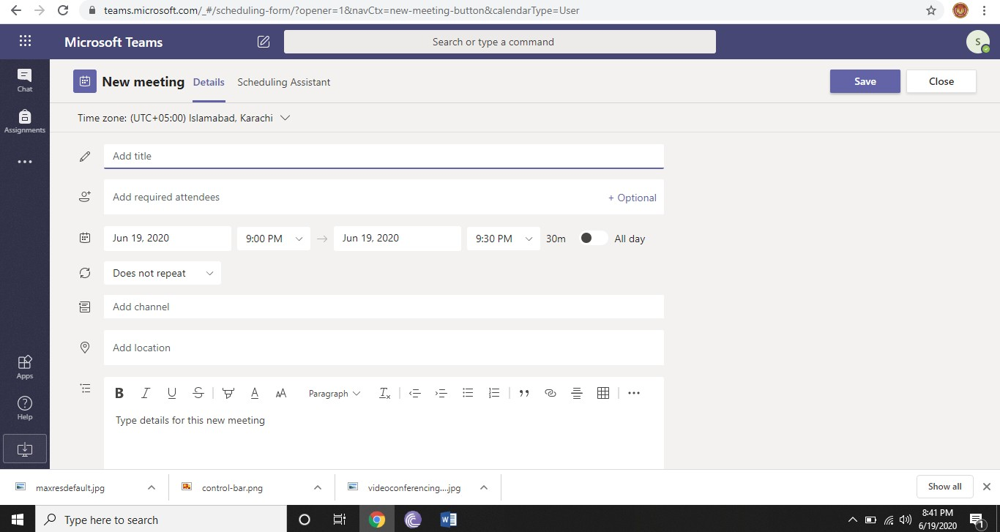 teams.microsoft.com/_#/scheduling-form/?opener=1&navCtx=new-meeting-button&calendarType=User
Microsoft Teams
Search or type a command
S
Chat
Assignments
Apps
Help
New meeting Details Scheduling Assistant
Save Close
Time zone: (UTC+05:00) Islamabad, Karachi
Add title
Add required attendees + Optional
Jun 19, 2020 9:00 PM → Jun 19, 2020 9:30 PM 30m All day
Does not repeat
Add channel
Add location
B I U S A AA Paragraph Tx
Type details for this new meeting
maxresdefault.jpg control-bar.png videoconferencing....jpg Show all
Type here to search
W
8:41 PM
6/19/2020
1